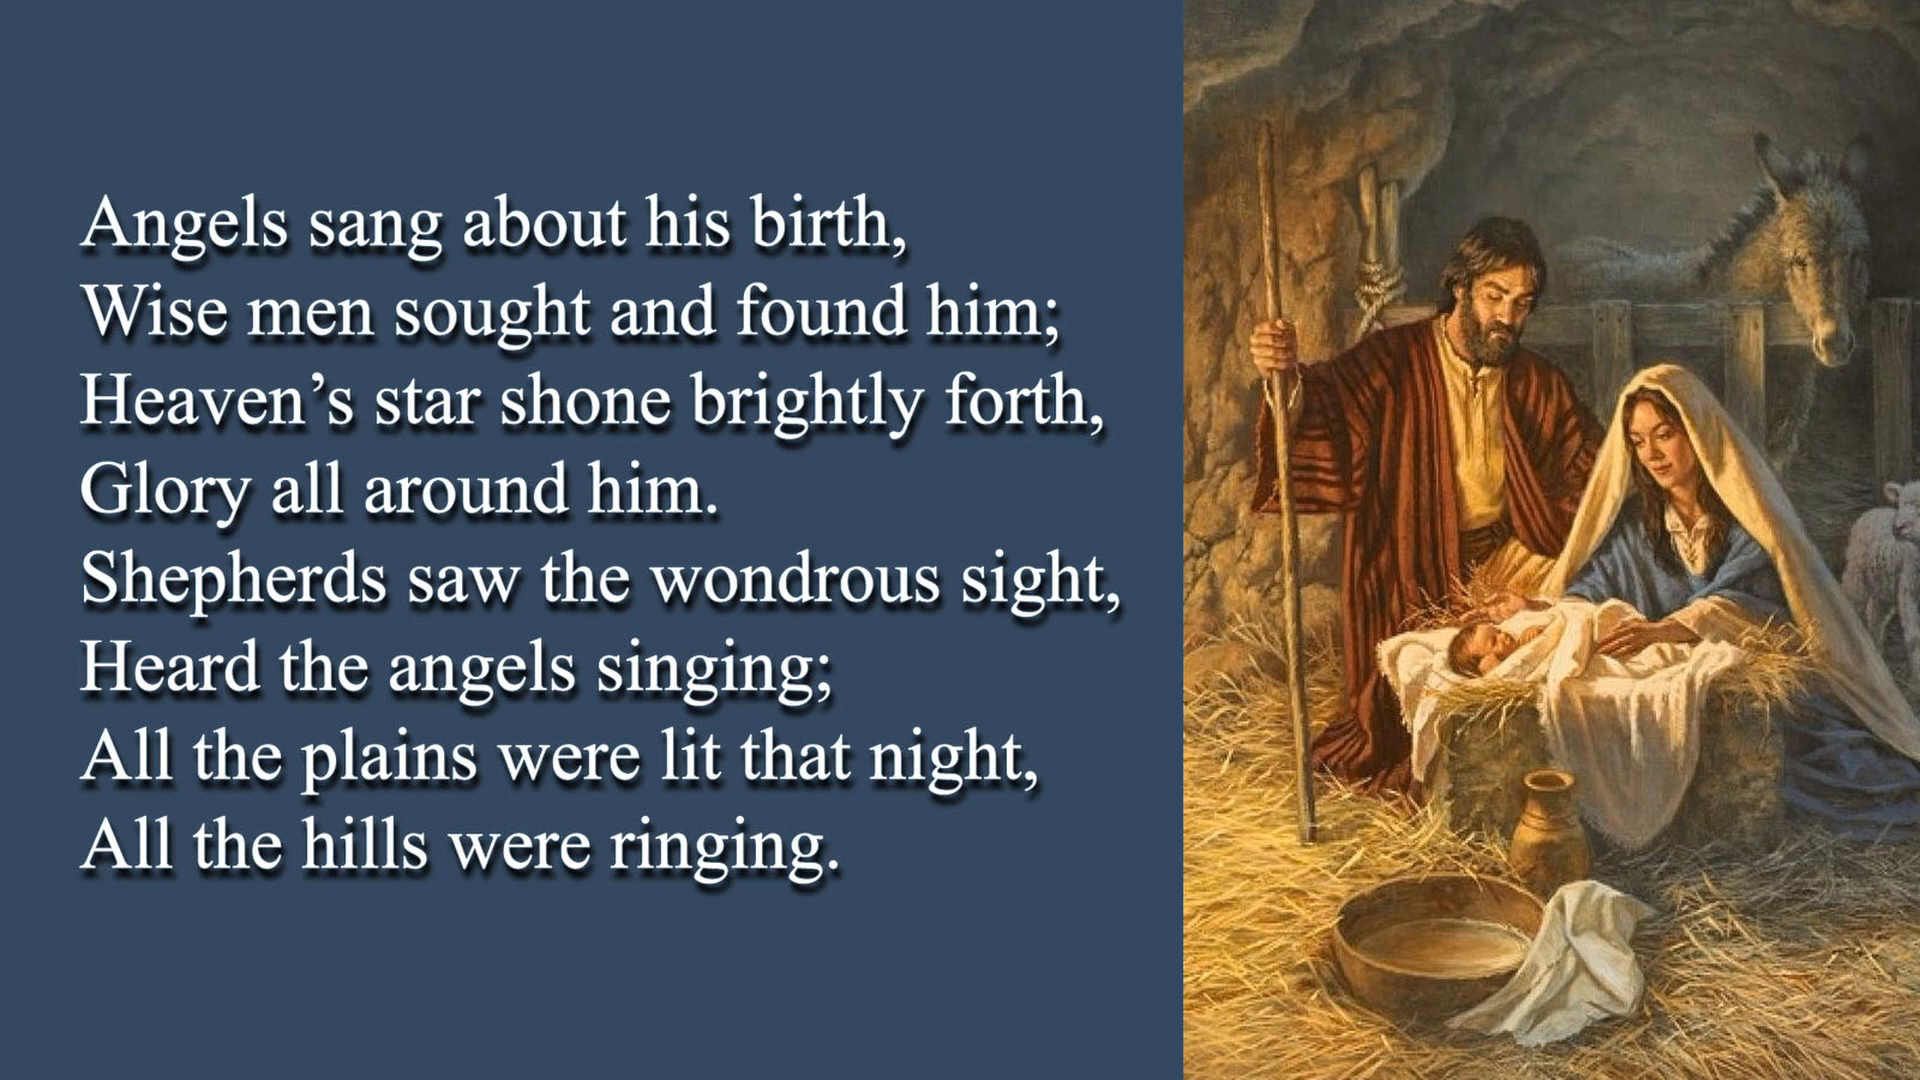 Angels sang about his birth,
Wise men sought and found him;
Heaven’s star shone brightly forth,
Glory all around him.
Shepherds saw the wondrous sight,
Heard the angels singing;
All the plains were lit that night,
All the hills were ringing.